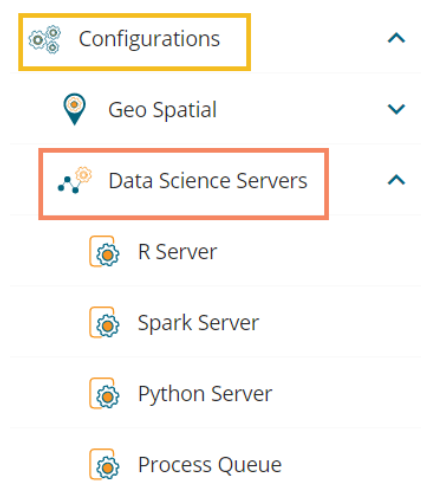 Configurations
Geo Spatial
Data Science Servers
R Server
Spark Server
Python Server
Process Queue